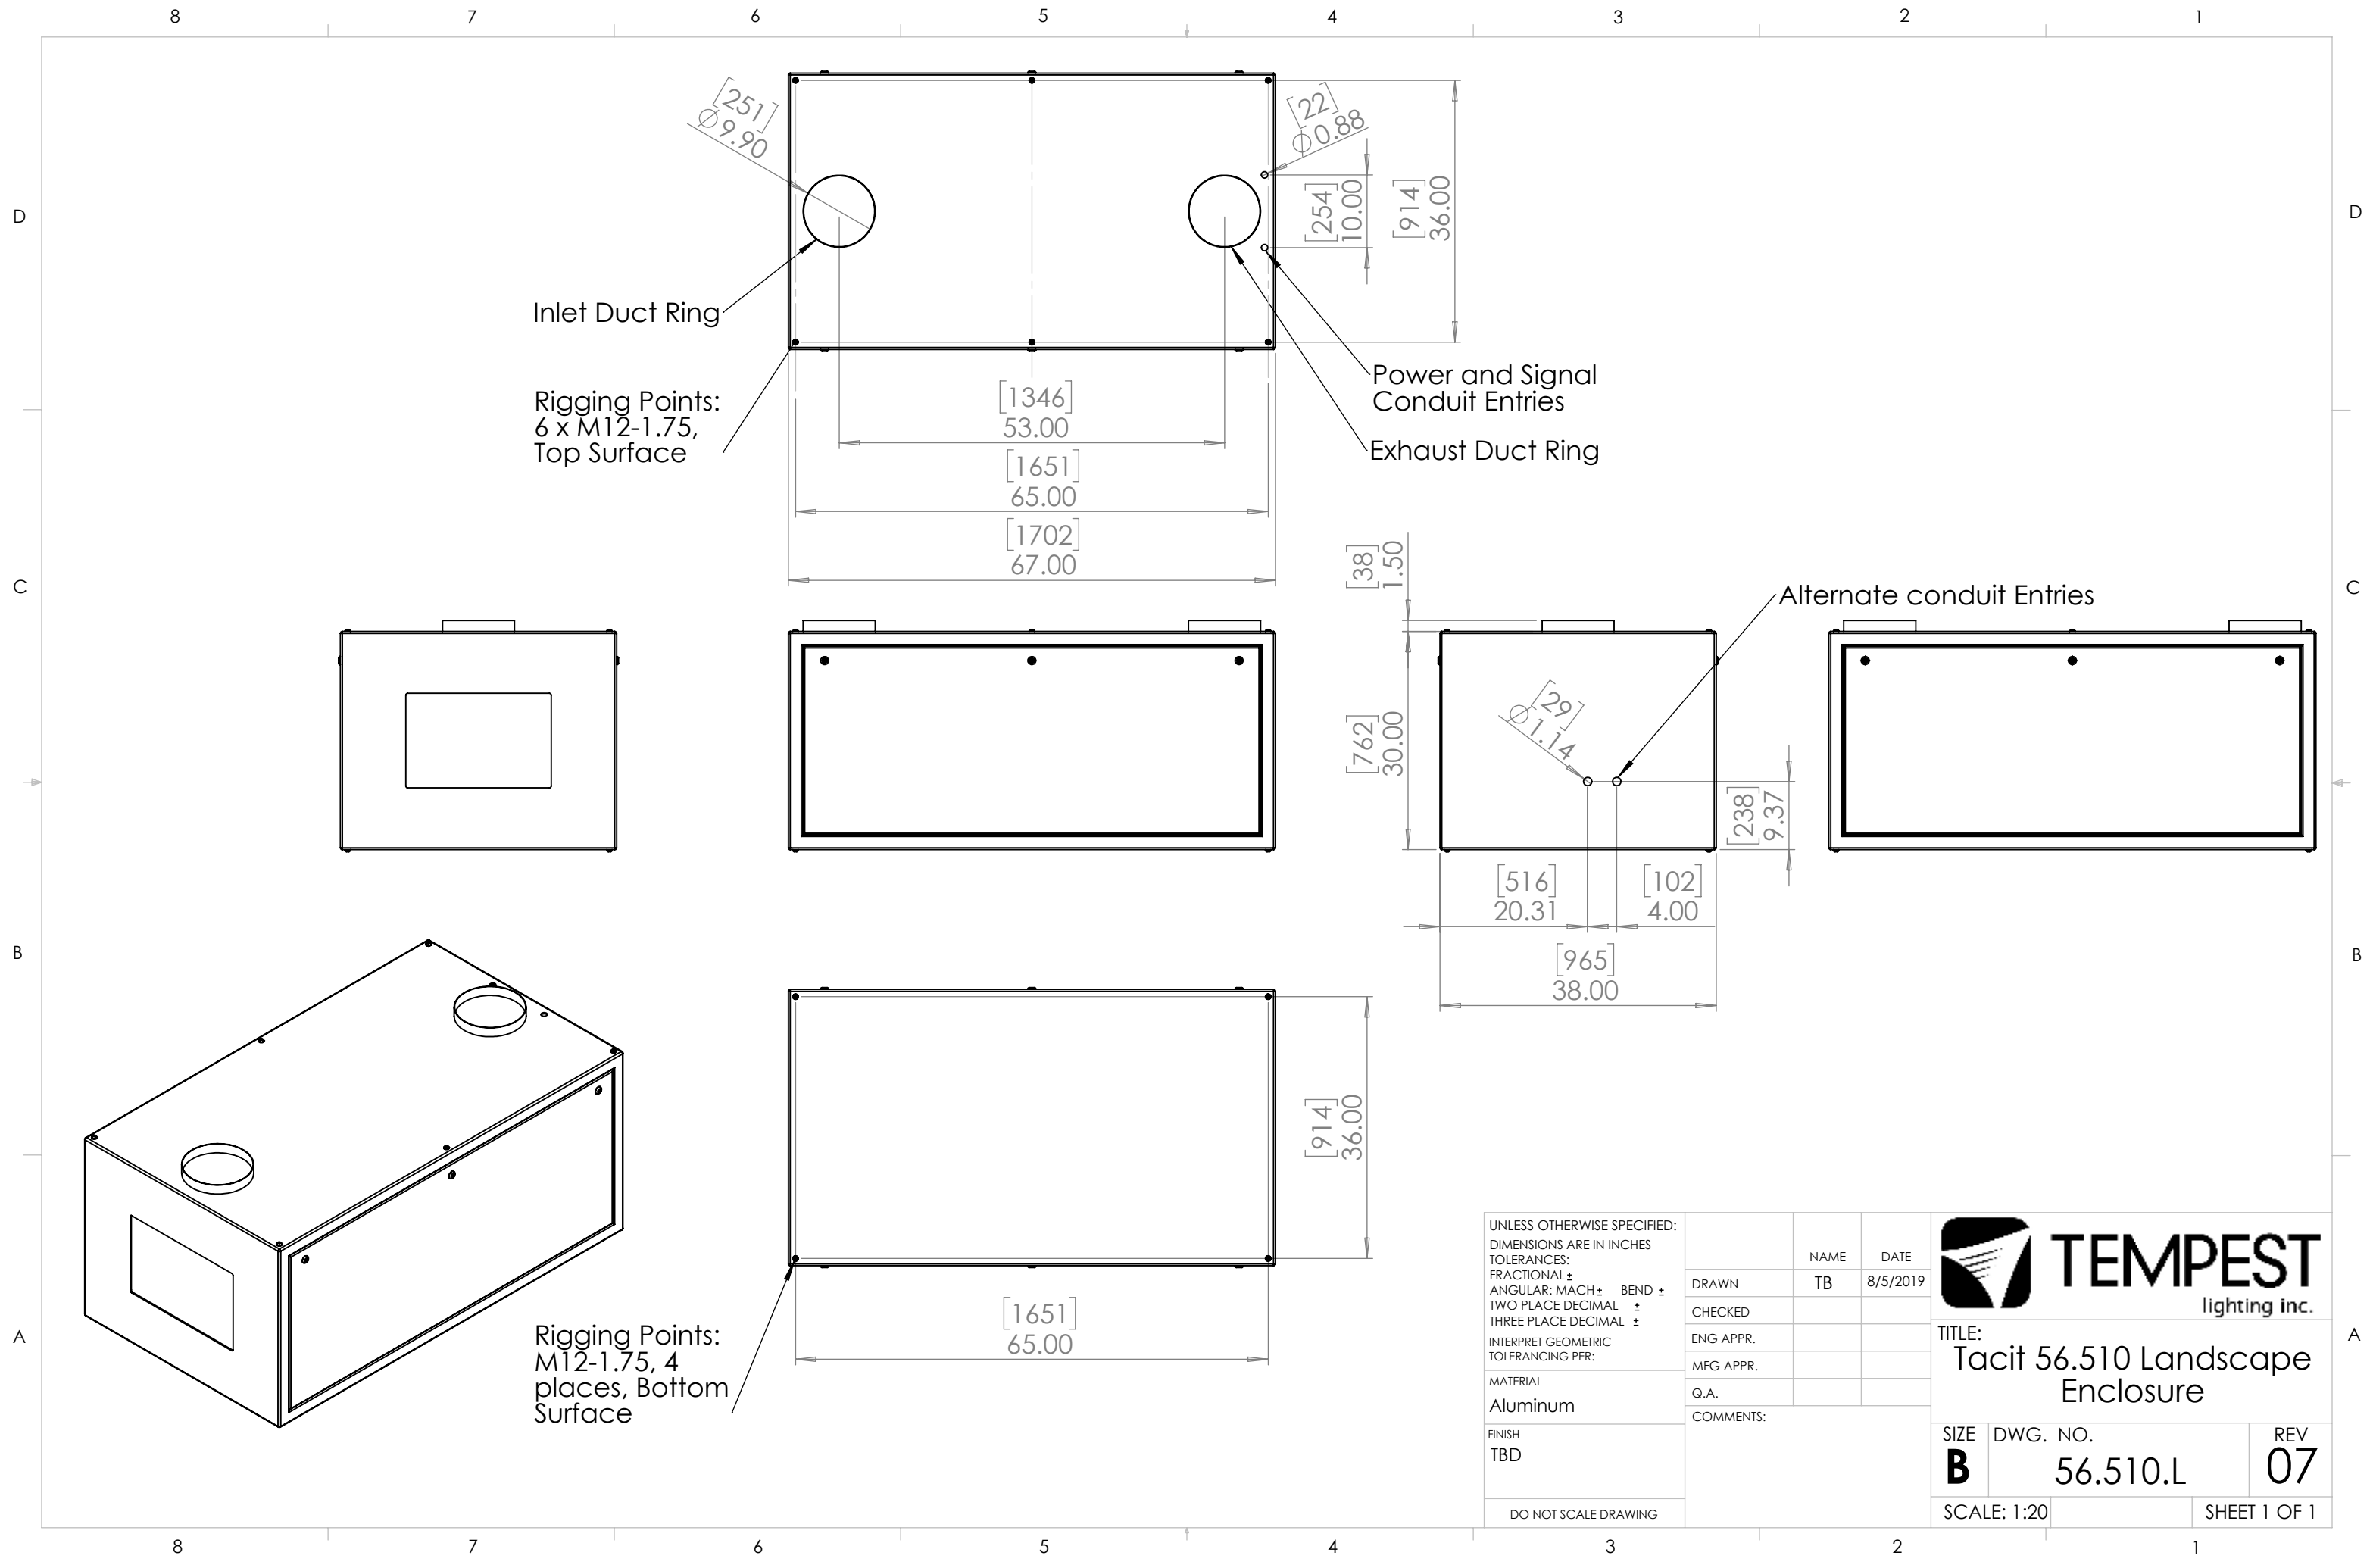 8 7 6 5 4 3 2 1
D D
[251]
∅9.90
[22]
∅0.88
[254]
10.00
[914]
36.00
Inlet Duct Ring
Rigging Points:
6 x M12-1.75,
Top Surface
[1346]
53.00
[1651]
65.00
[1702]
67.00
Power and Signal
Conduit Entries
Exhaust Duct Ring
C C
[38]
1.50
Alternate conduit Entries
[762]
30.00
∅[29]
1.14
[238]
9.37
[516]
20.31
[102]
4.00
[965]
38.00
B B
[914]
36.00
[1651]
65.00
Rigging Points:
M12-1.75, 4
places, Bottom
Surface
A A
UNLESS OTHERWISE SPECIFIED:
DIMENSIONS ARE IN INCHES
TOLERANCES:
FRACTIONAL ±
ANGULAR: MACH ± BEND ±
TWO PLACE DECIMAL ±
THREE PLACE DECIMAL ±
INTERPRET GEOMETRIC
TOLERANCING PER:
MATERIAL
Aluminum
FINISH
TBD
DO NOT SCALE DRAWING
NAME DATE
DRAWN TB 8/5/2019
CHECKED
ENG APPR.
MFG APPR.
Q.A.
COMMENTS:
TEMPEST
lighting inc.
TITLE:
Tacit 56.510 Landscape
Enclosure
SIZE DWG. NO. REV
B 56.510.L 07
SCALE: 1:20 SHEET 1 OF 1
8 7 6 5 4 3 2 1